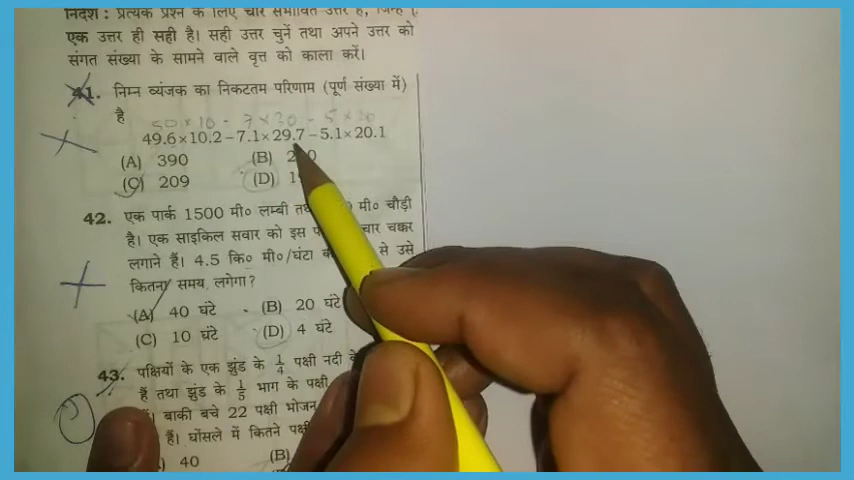 निर्देश : प्रत्येक प्रश्न के लिए चार संभावित उत्तर हैं, जिनमें
एक उत्तर ही सही है। सही उत्तर चुनें तथा अपने उत्तर को
संगत संख्या के सामने वाले वृत्त को काला करें।
41. निम्न व्यंजक का निकटतम परिणाम (पूर्ण संख्या में)
है
50 × 10 - 7 × 30 - 5 × 20
49.6×10.2−7.1×29.7−5.1×20.1
(A) 390 (B)
(C) 209 (D)
42. एक पार्क 1500 मी० लम्बी मी० चौड़ी
है। एक साइकिल सवार को इस चार चक्कर
लगाने हैं। 4.5 कि० मी०/घंटा से उसे
कितना समय लगेगा?
(A) 40 घंटे (B) 20 घंटे
(C) 10 घंटे (D) 4 घंटे
43. पक्षियों के एक झुंड के 1/4 पक्षी नदी के
हैं तथा झुंड के 1/5 भाग के पक्षी
बाकी बचे 22 पक्षी भोजन
हैं। घोंसले में कितने पक्षी
40 (B)